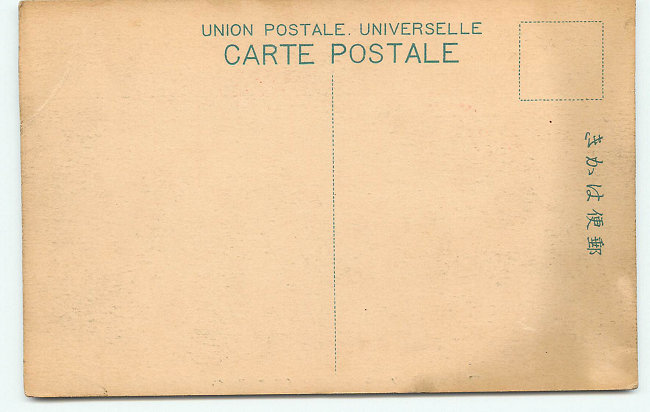 UNION POSTALE. UNIVERSELLE
CARTE POSTALE
郵便はかき